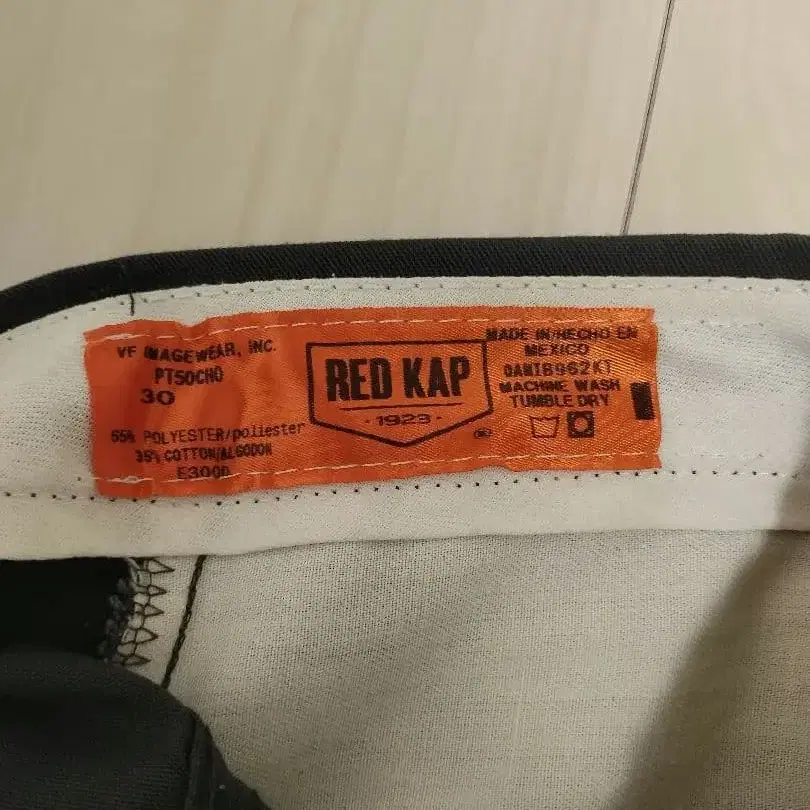 VF IMAGEWEAR, INC.
PT50CHO
30
65% POLYESTER/poliester
35% COTTON/ALGODON
E3000
RED KAP
· 1923 ·
MADE IN/HECHO EN
MEXICO
MACHINE WASH
TUMBLE DRY